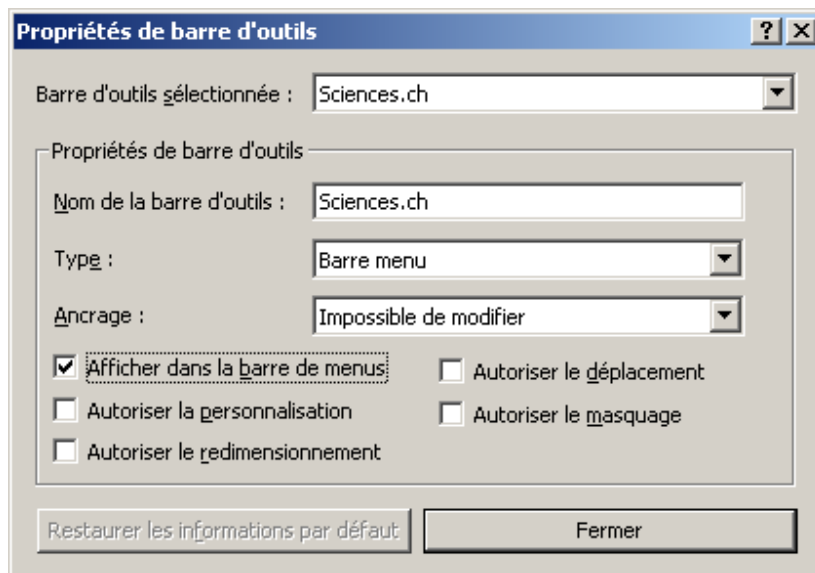 Propriétés de barre d'outils
Barre d'outils sélectionnée : Sciences.ch
Propriétés de barre d'outils
Nom de la barre d'outils : Sciences.ch
Type : Barre menu
Ancrage : Impossible de modifier
Afficher dans la barre de menus Autoriser le déplacement
Autoriser la personnalisation Autoriser le masquage
Autoriser le redimensionnement
Restaurer les informations par défaut Fermer